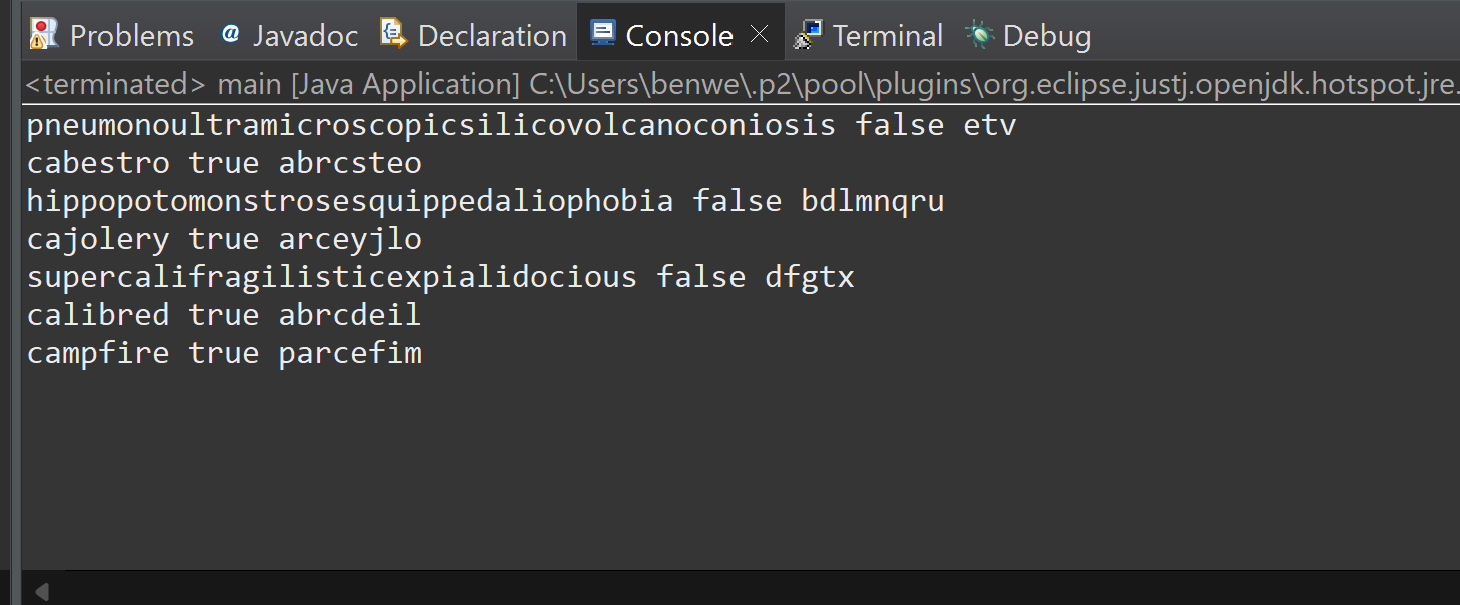 Problems Javadoc Declaration Console Terminal Debug
<terminated> main [Java Application] C:\Users\benwe\.p2\pool\plugins\org.eclipse.justj.openjdk.hotspot.jre.
pneumonoultramicroscopicsilicovolcanoconiosis false etv
cabestro true abrcsteo
hippopotomonstrosesquippedaliophobia false bdlmnqru
cajolery true arceyjlo
supercalifragilisticexpialidocious false dfgtx
calibred true abrcdeil
campfire true parcefim